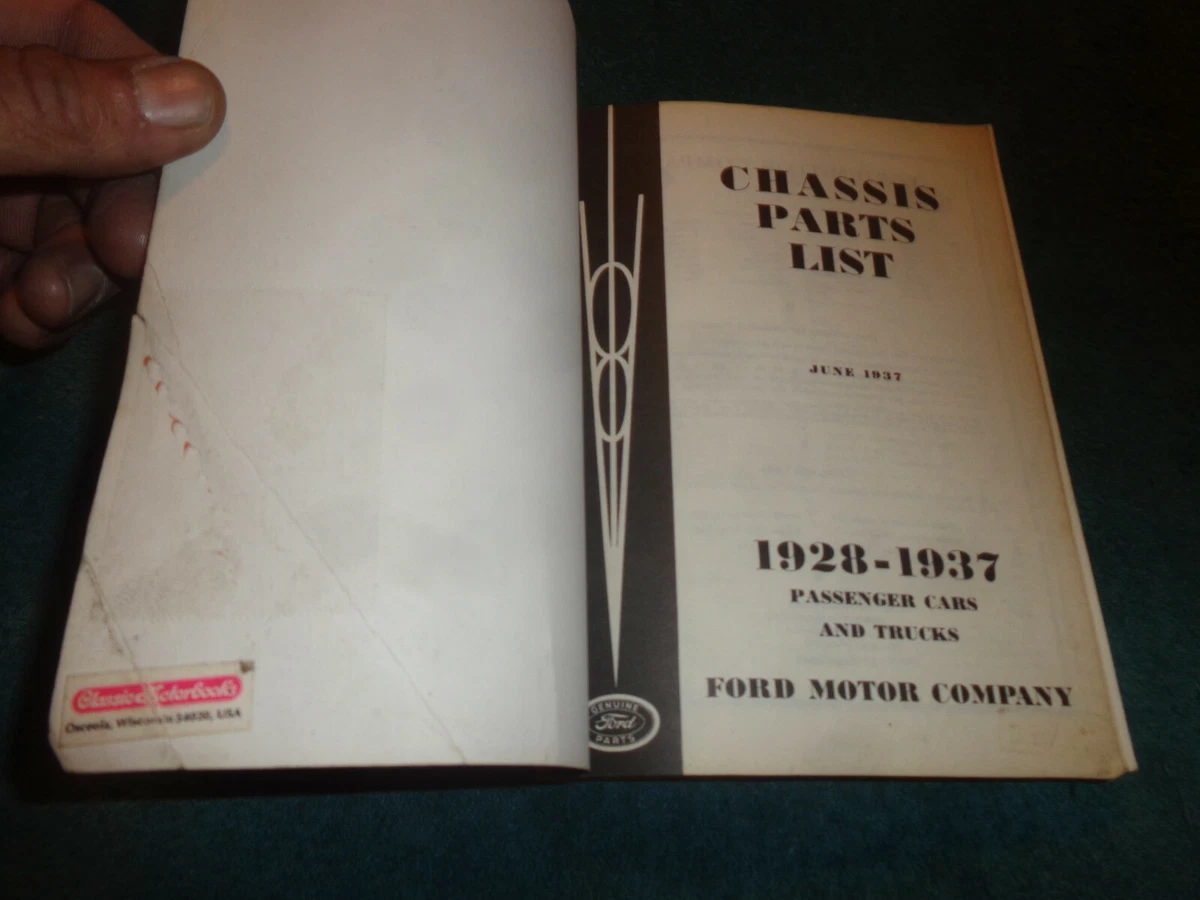 Classic Motorbooks
Osceola, Wisconsin 54020, USA
CHASSIS
PARTS
LIST
JUNE 1937
1928-1937
PASSENGER CARS
AND TRUCKS
FORD MOTOR COMPANY
GENUINE
Ford
PARTS